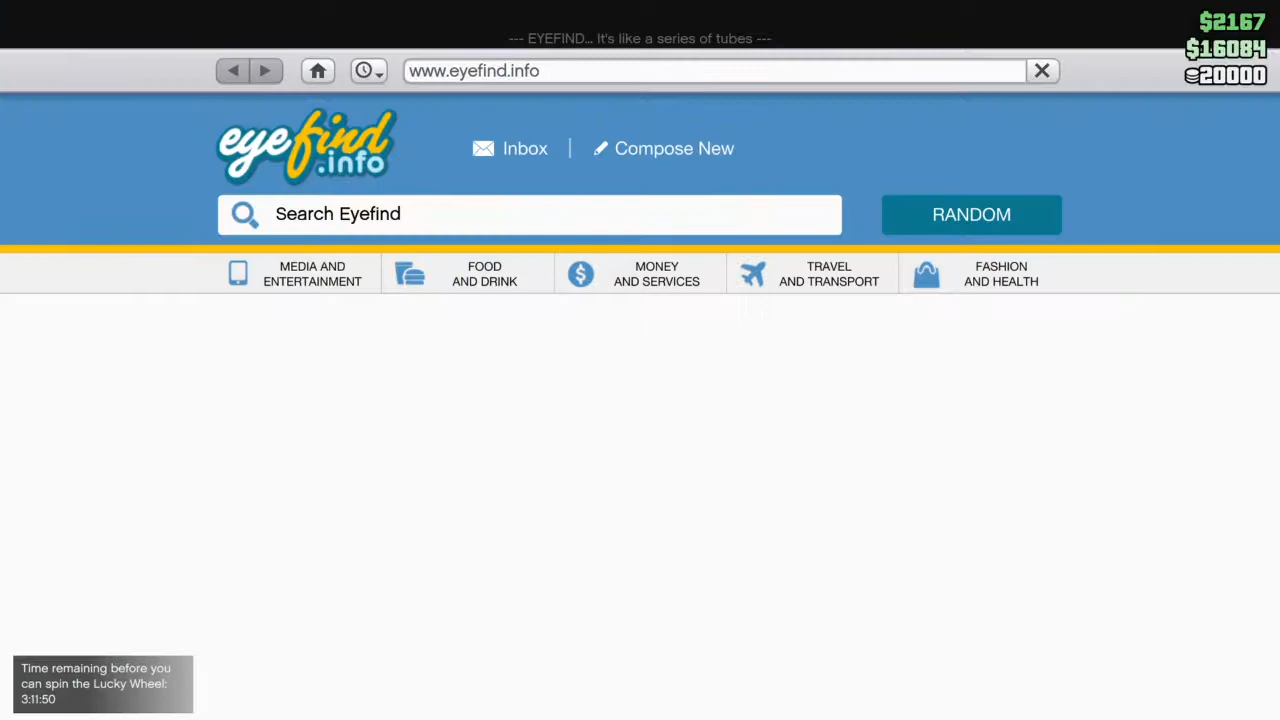 $2167
--- EYEFIND... It's like a series of tubes ---
$16084
www.eyefind.info
20000
eyefind
.info
Inbox | Compose New
Search Eyefind
RANDOM
MEDIA AND
ENTERTAINMENT
FOOD
AND DRINK
MONEY
AND SERVICES
TRAVEL
AND TRANSPORT
FASHION
AND HEALTH
Time remaining before you
can spin the Lucky Wheel:
3:11:50